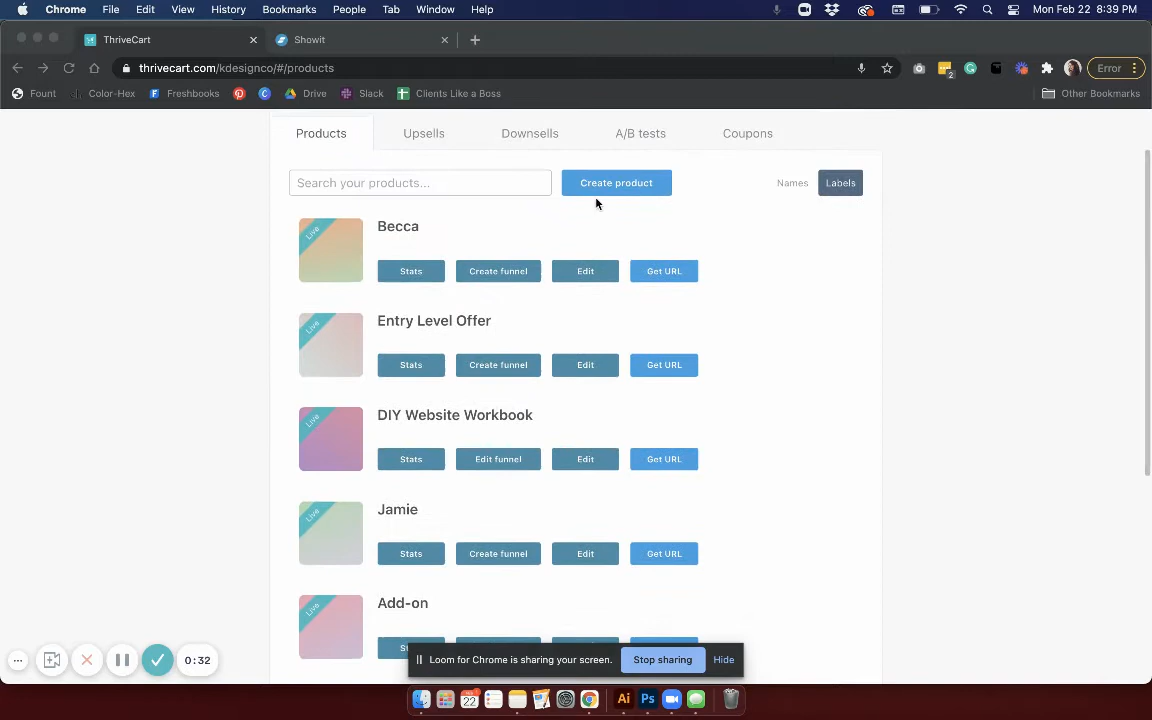 Chrome File Edit View History Bookmarks People Tab Window Help Mon Feb 22 8:39 PM
ThriveCart Showit
thrivecart.com/kdesignco/#/products 2 Error
Fount Color-Hex Freshbooks Drive Slack Clients Like a Boss Other Bookmarks
Products Upsells Downsells A/B tests Coupons
Search your products... Create product Names Labels
Live Becca
Stats Create funnel Edit Get URL
Live Entry Level Offer
Stats Create funnel Edit Get URL
Live DIY Website Workbook
Stats Edit funnel Edit Get URL
Live Jamie
Stats Create funnel Edit Get URL
Live Add-on
0:32 Loom for Chrome is sharing your screen. Stop sharing Hide
FEB 22 Ai Ps